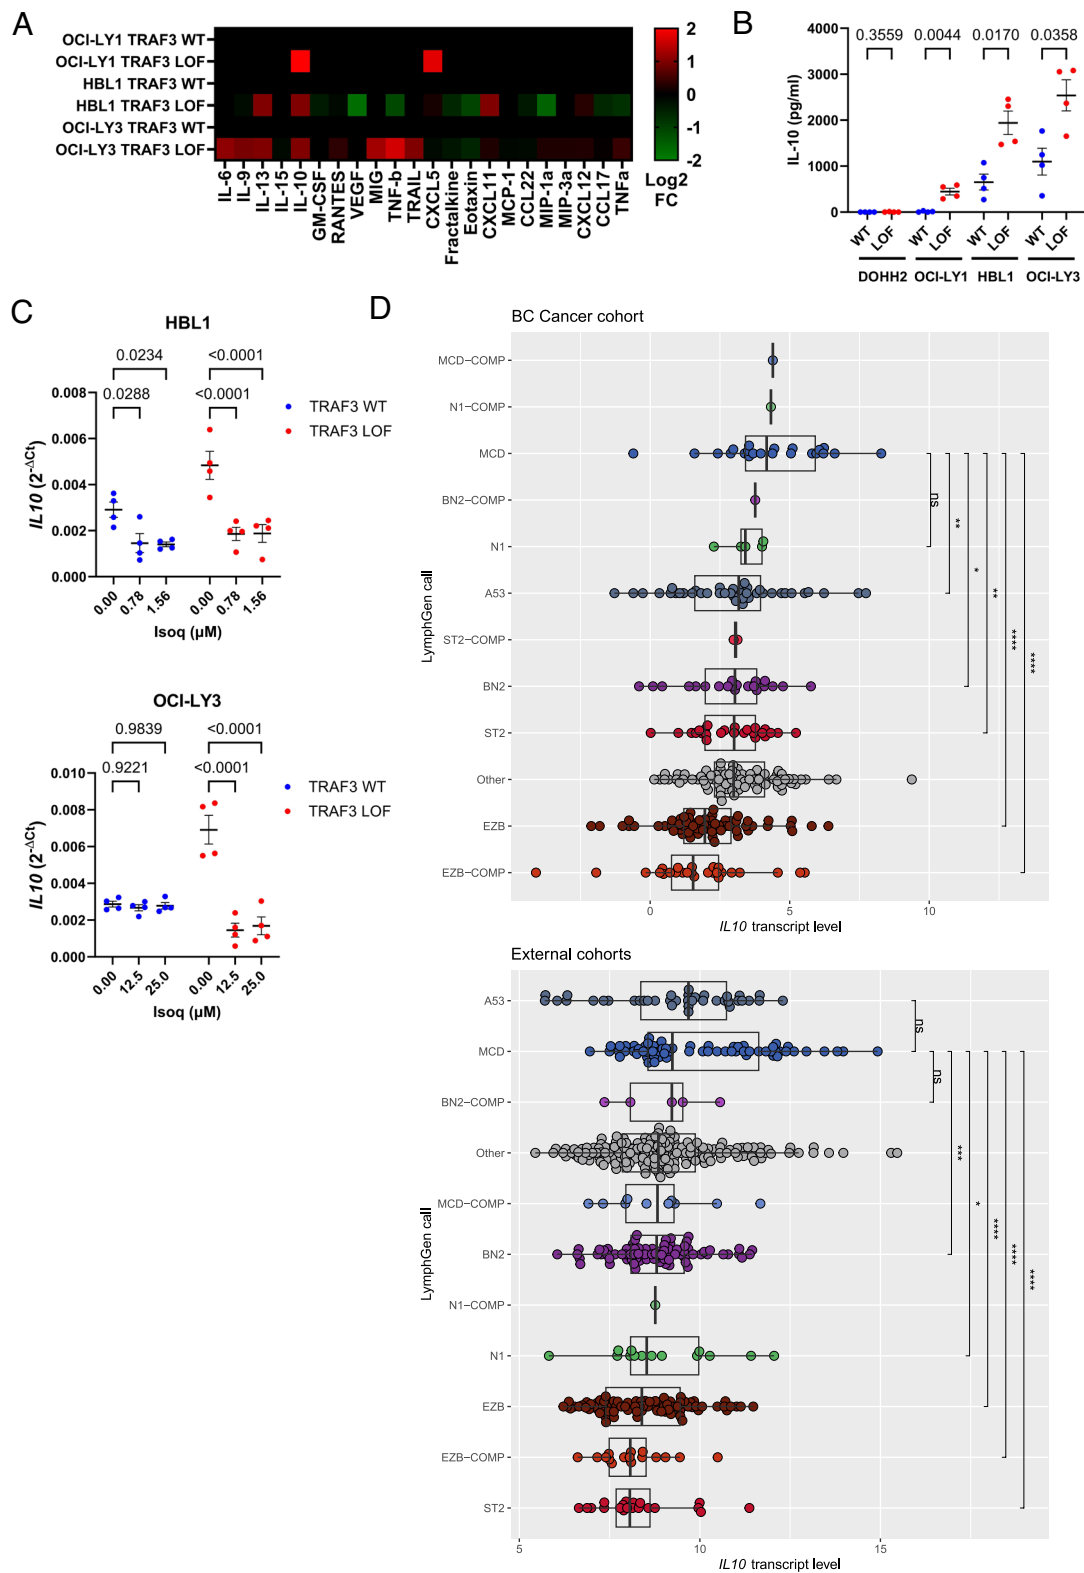 A
OCI-LY1 TRAF3 WT
OCI-LY1 TRAF3 LOF
HBL1 TRAF3 WT
HBL1 TRAF3 LOF
OCI-LY3 TRAF3 WT
OCI-LY3 TRAF3 LOF
IL-6
IL-9
IL-13
IL-15
IL-10
GM-CSF
RANTES
VEGF
MIG
TNF-b
TRAIL
CXCL5
Fractalkine
Eotaxin
CXCL11
MCP-1
CCL22
MIP-1a
MIP-3a
CXCL12
CCL17
TNFa
2
1
0
-1
-2
Log2
FC
B
0.3559 0.0044 0.0170 0.0358
IL-10 (pg/ml)
4000
3000
2000
1000
0
WT LOF WT LOF WT LOF WT LOF
DOHH2 OCI-LY1 HBL1 OCI-LY3
C
HBL1
0.0234 <0.0001
0.0288 <0.0001
TRAF3 WT
TRAF3 LOF
IL10 (2^-ΔCt)
0.008
0.006
0.004
0.002
0.000
0.00 0.78 1.56 0.00 0.78 1.56
Isoq (μM)
OCI-LY3
0.9839 <0.0001
0.9221 <0.0001
TRAF3 WT
TRAF3 LOF
IL10 (2^-ΔCt)
0.010
0.008
0.006
0.004
0.002
0.000
0.00 12.5 25.0 0.00 12.5 25.0
Isoq (μM)
D
BC Cancer cohort
LymphGen call
MCD-COMP
N1-COMP
MCD
BN2-COMP
N1
A53
ST2-COMP
BN2
ST2
Other
EZB
EZB-COMP
ns
**
*
**
****
****
0 5 10
IL10 transcript level
External cohorts
LymphGen call
A53
MCD
BN2-COMP
Other
MCD-COMP
BN2
N1-COMP
N1
EZB
EZB-COMP
ST2
ns
ns
***
*
****
****
****
5 10 15
IL10 transcript level